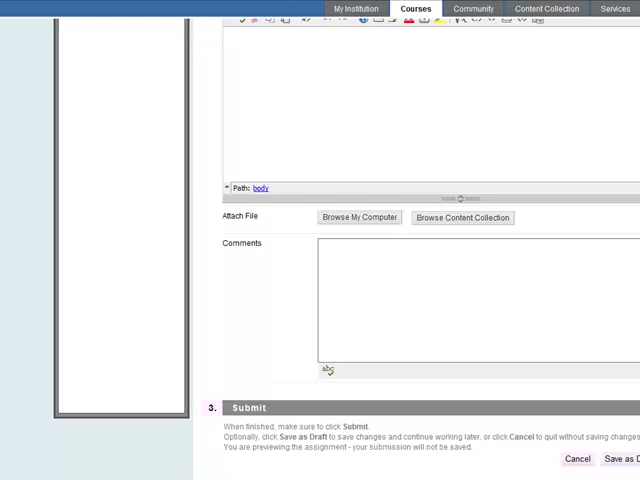 My Institution Courses Community Content Collection Services
Path: body
Attach File Browse My Computer Browse Content Collection
Comments
abc
3. Submit
When finished, make sure to click Submit.
Optionally, click Save as Draft to save changes and continue working later, or click Cancel to quit without saving changes
You are previewing the assignment - your submission will not be saved.
Cancel Save as D